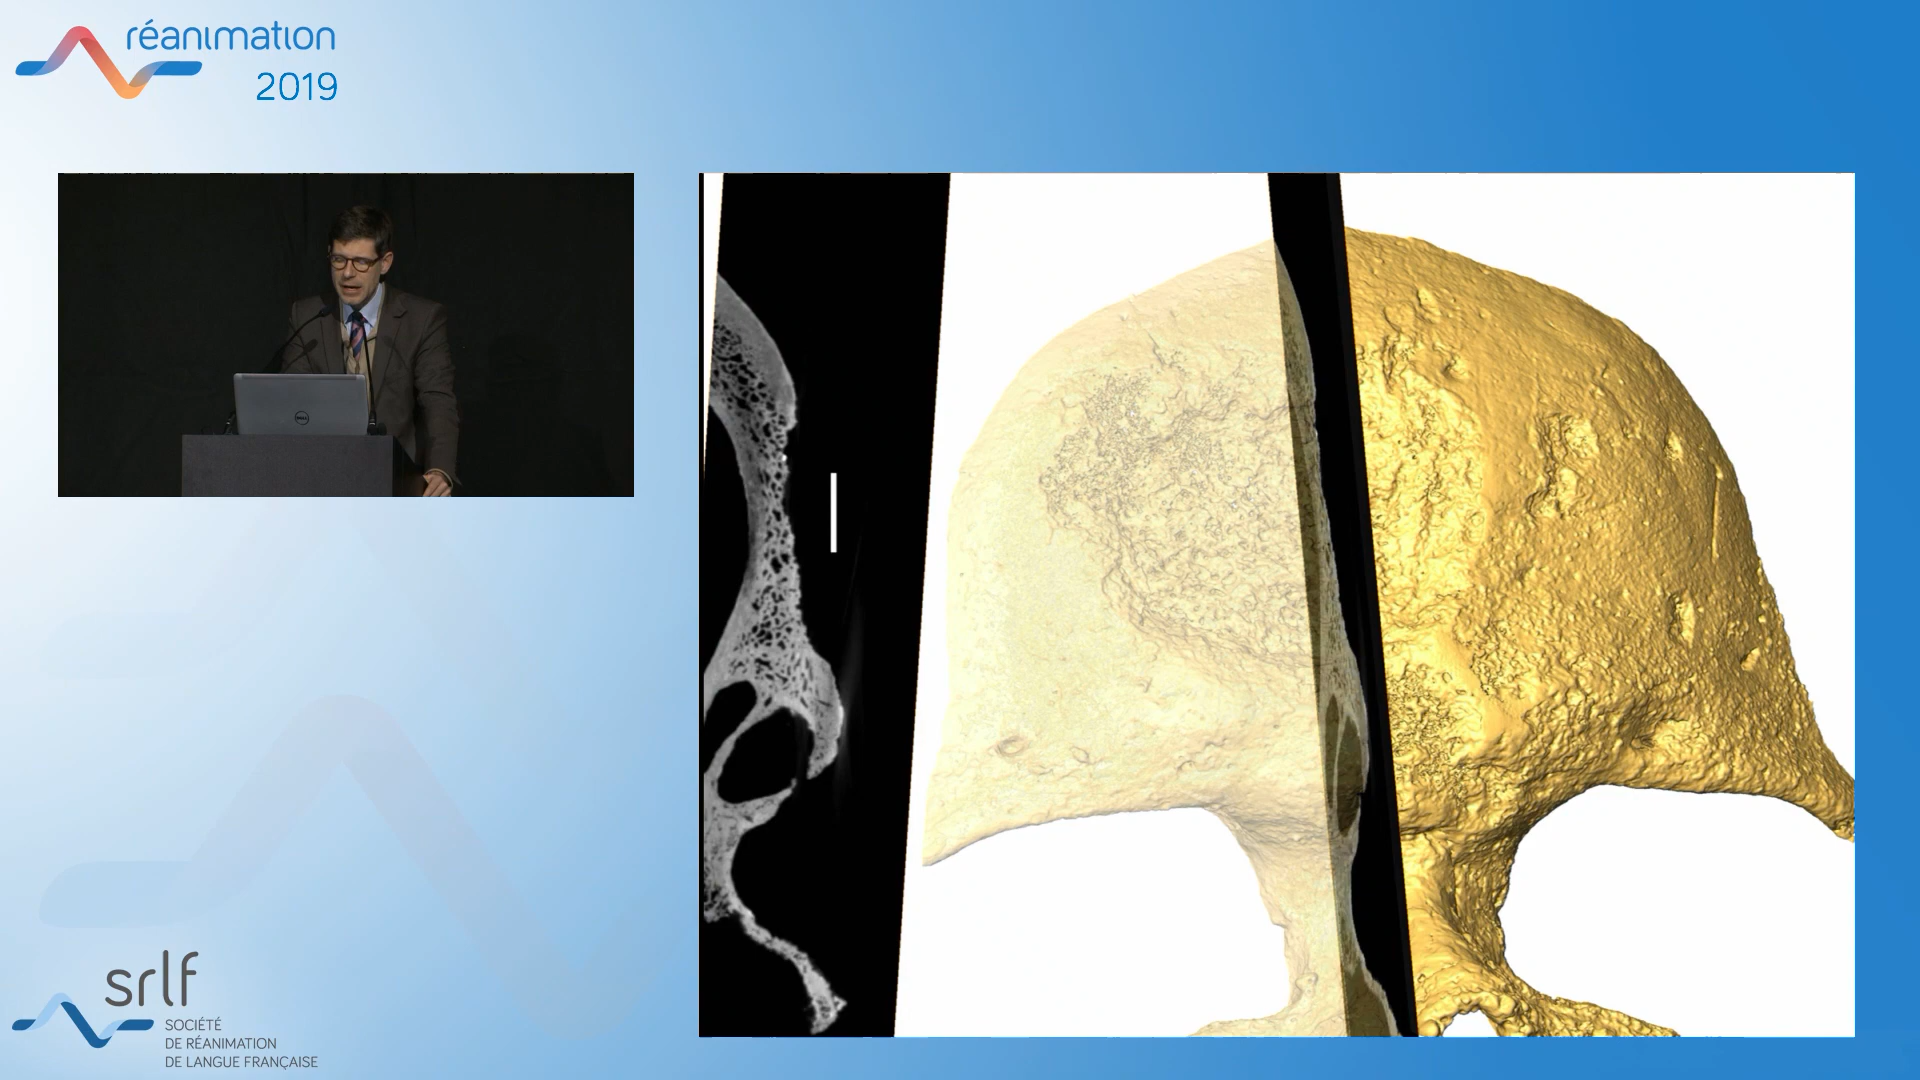 réanimation
2019
srlf
SOCIÉTÉ
DE RÉANIMATION
DE LANGUE FRANÇAISE